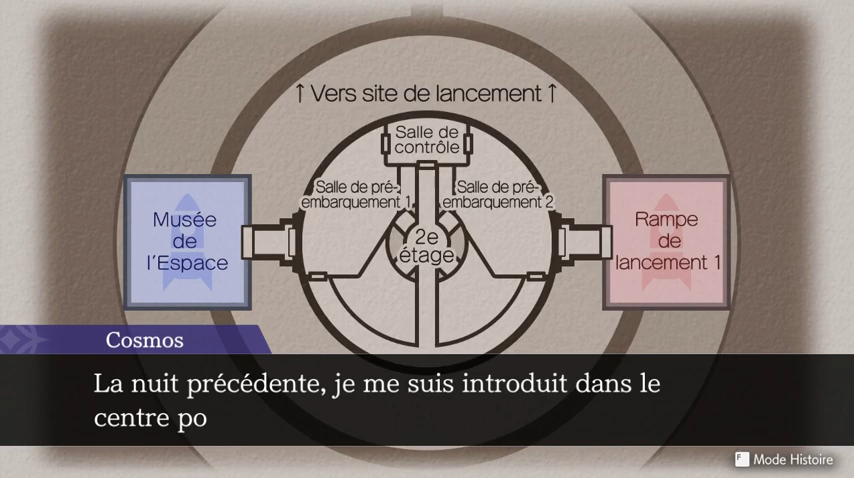 ↑ Vers site de lancement ↑
Salle de
contrôle
Salle de pré-
embarquement 1
Salle de pré-
embarquement 2
Musée
de
l'Espace
2e
étage
Rampe
de
lancement 1
Cosmos
La nuit précédente, je me suis introduit dans le
centre po
F Mode Histoire